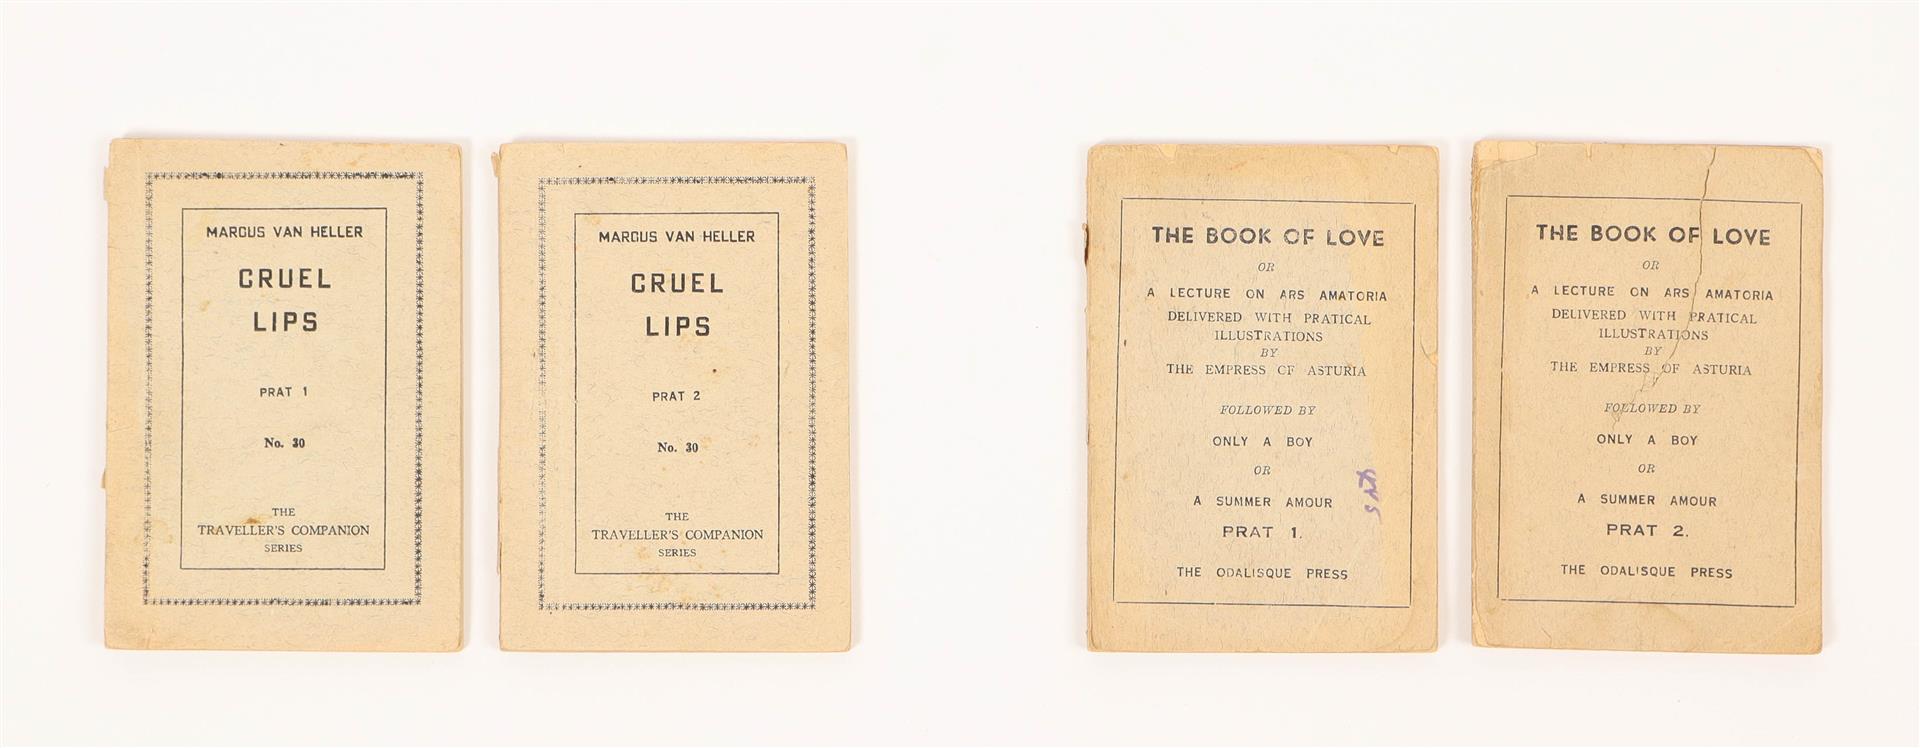 MARCUS VAN HELLER
CRUEL
LIPS
PRAT 1
No. 30
THE
TRAVELLER'S COMPANION
SERIES
MARCUS VAN HELLER
CRUEL
LIPS
PRAT 2
No. 30
THE
TRAVELLER'S COMPANION
SERIES
THE BOOK OF LOVE
OR
A LECTURE ON ARS AMATORIA
DELIVERED WITH PRATICAL
ILLUSTRATIONS
BY
THE EMPRESS OF ASTURIA
FOLLOWED BY
ONLY A BOY
OR
A SUMMER AMOUR
PRAT 1.
THE ODALISQUE PRESS
THE BOOK OF LOVE
OR
A LECTURE ON ARS AMATORIA
DELIVERED WITH PRATICAL
ILLUSTRATIONS
BY
THE EMPRESS OF ASTURIA
FOLLOWED BY
ONLY A BOY
OR
A SUMMER AMOUR
PRAT 2.
THE ODALISQUE PRESS